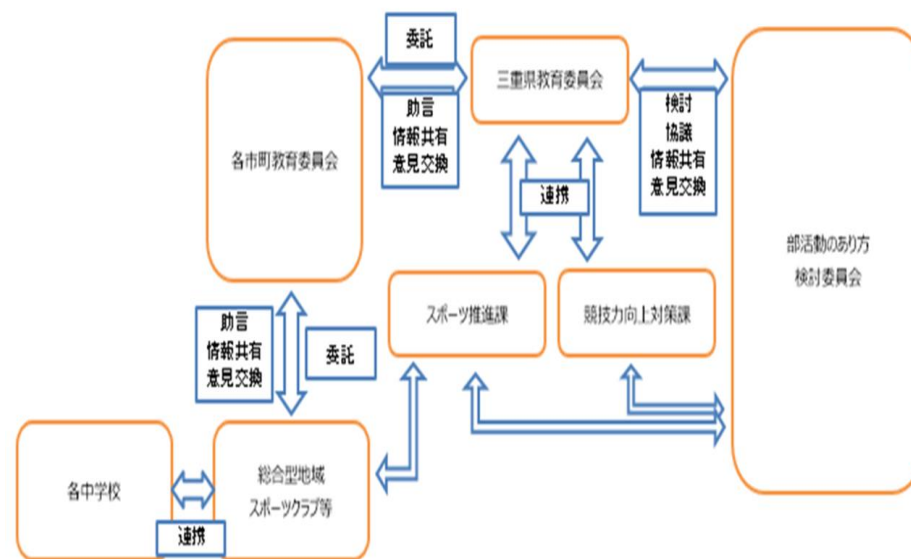 委託
三重県教育委員会
各市町教育委員会
助言
情報共有
意見交換
検討
協議
情報共有
意見交換
連携
部活動のあり方
検討委員会
スポーツ推進課
競技力向上対策課
助言
情報共有
意見交換
委託
各中学校
総合型地域
スポーツクラブ等
連携